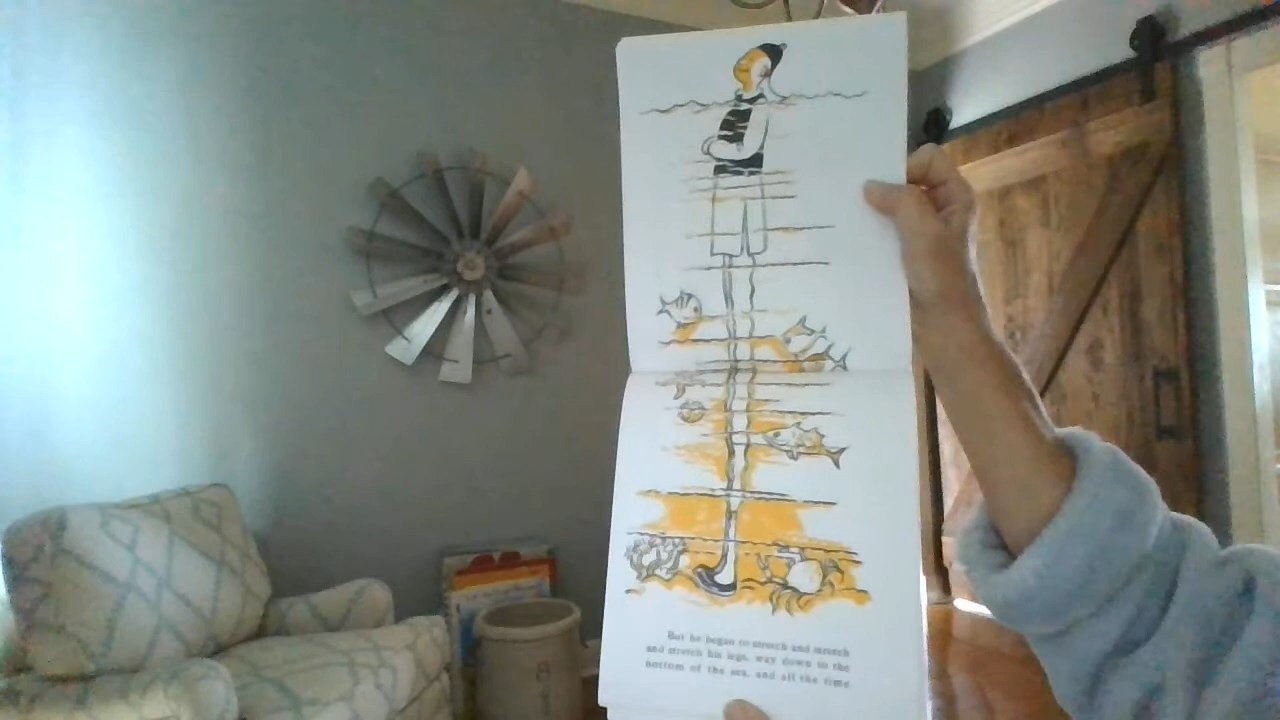 But he began to stretch and stretch
and stretch his legs, way down to the
bottom of the sea, and all the time